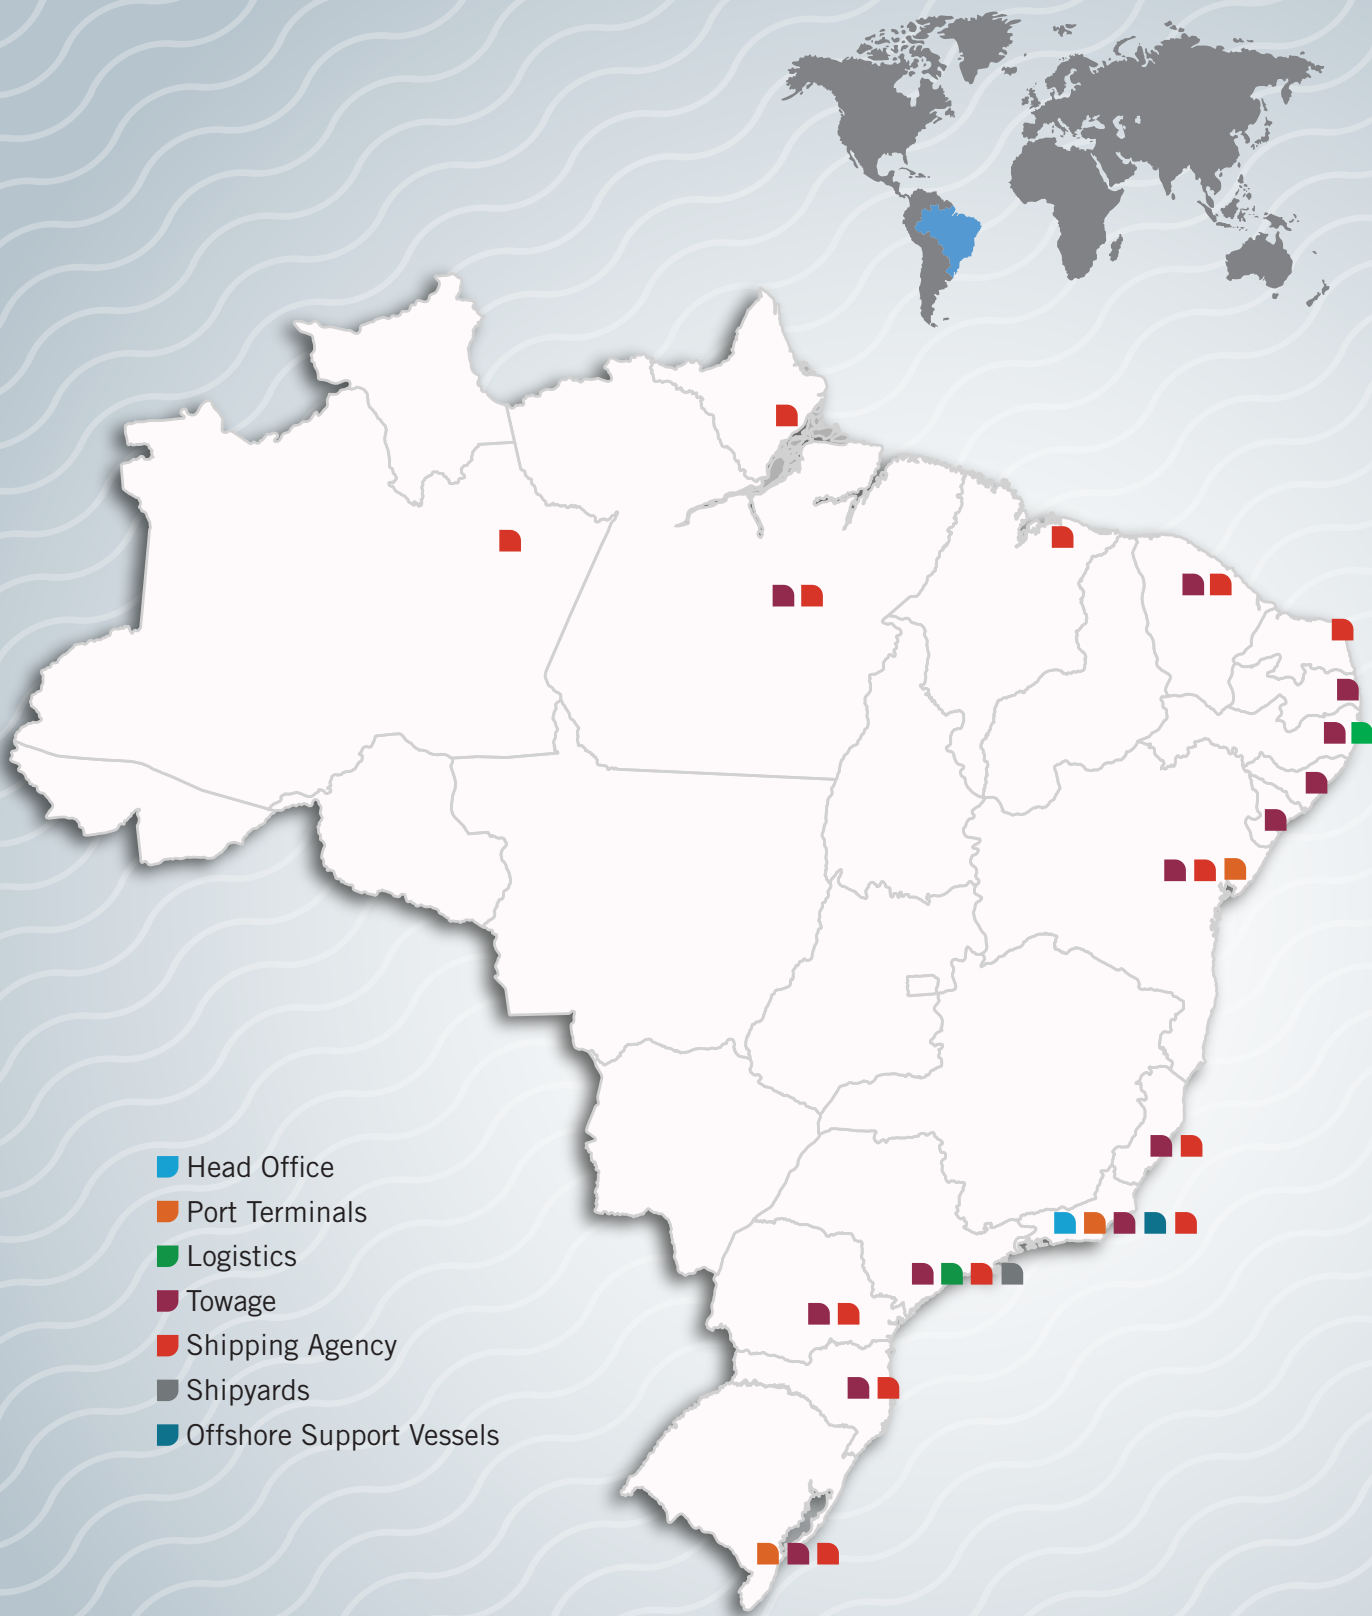 Head Office
Port Terminals
Logistics
Towage
Shipping Agency
Shipyards
Offshore Support Vessels